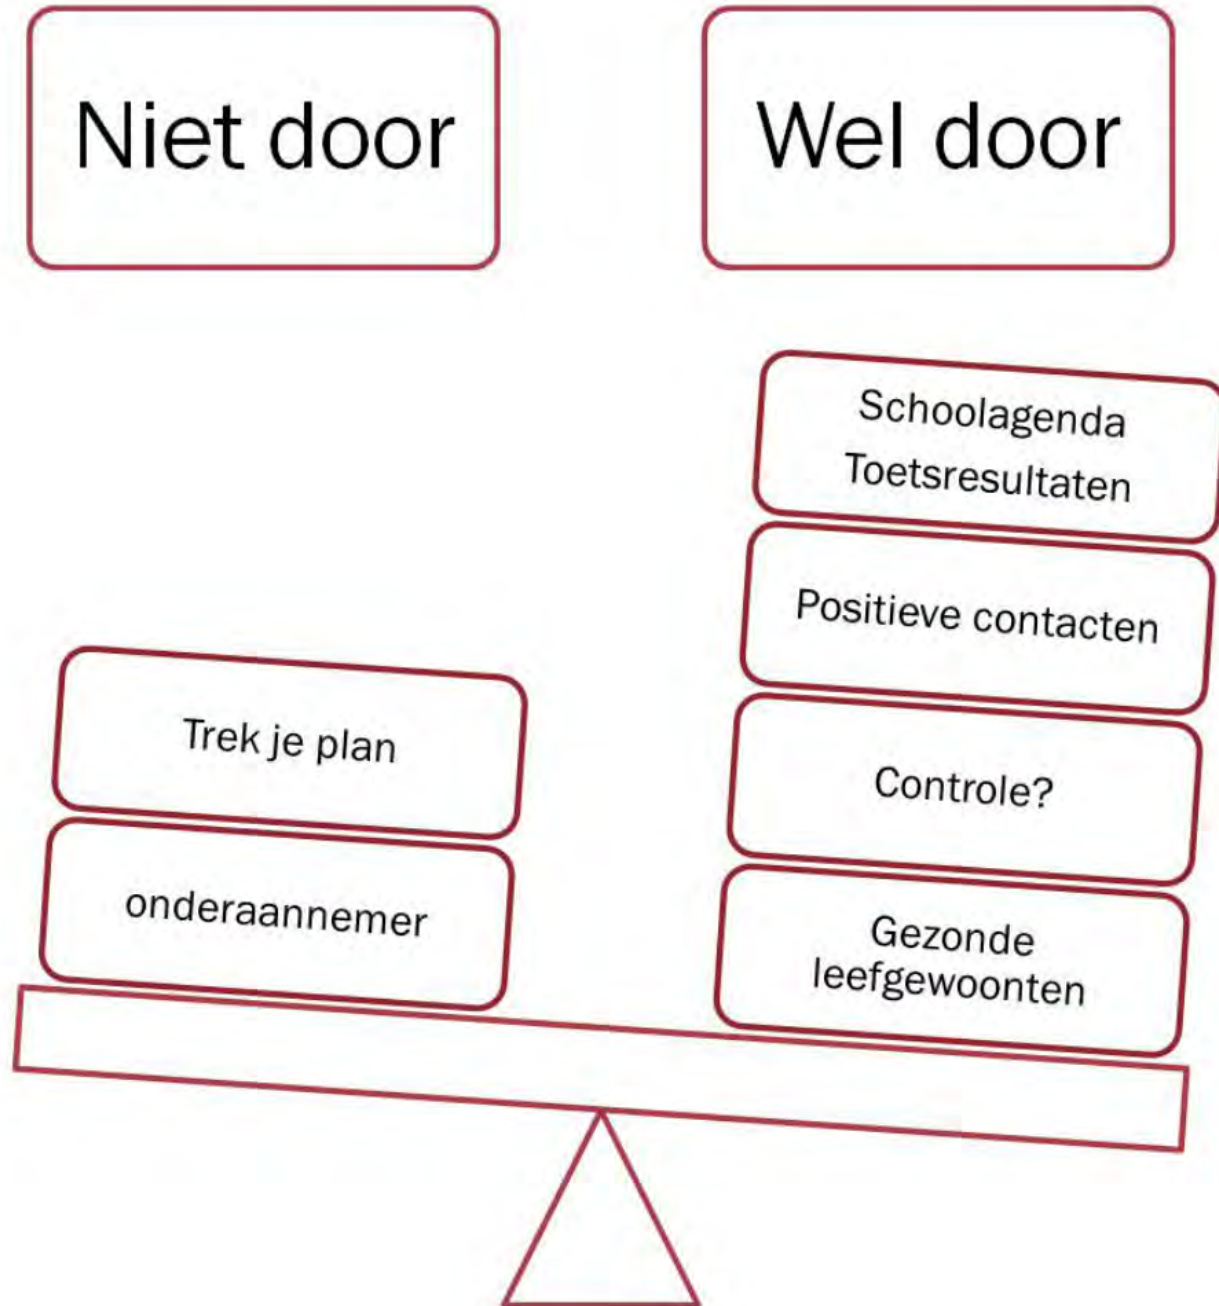 Niet door
Wel door
Schoolagenda
Toetsresultaten
Positieve contacten
Controle?
Gezonde
leefgewoonten
Trek je plan
onderaannemer